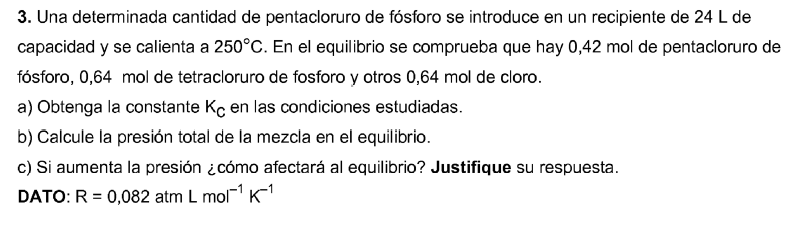 3. Una determinada cantidad de pentacloruro de fósforo se introduce en un recipiente de 24 L de
capacidad y se calienta a 250°C. En el equilibrio se comprueba que hay 0,42 mol de pentacloruro de
fósforo, 0,64 mol de tetracloruro de fosforo y otros 0,64 mol de cloro.
a) Obtenga la constante K_C en las condiciones estudiadas.
b) Calcule la presión total de la mezcla en el equilibrio.
c) Si aumenta la presión ¿cómo afectará al equilibrio? Justifique su respuesta.
DATO: R = 0,082 atm L mol⁻¹ K⁻¹